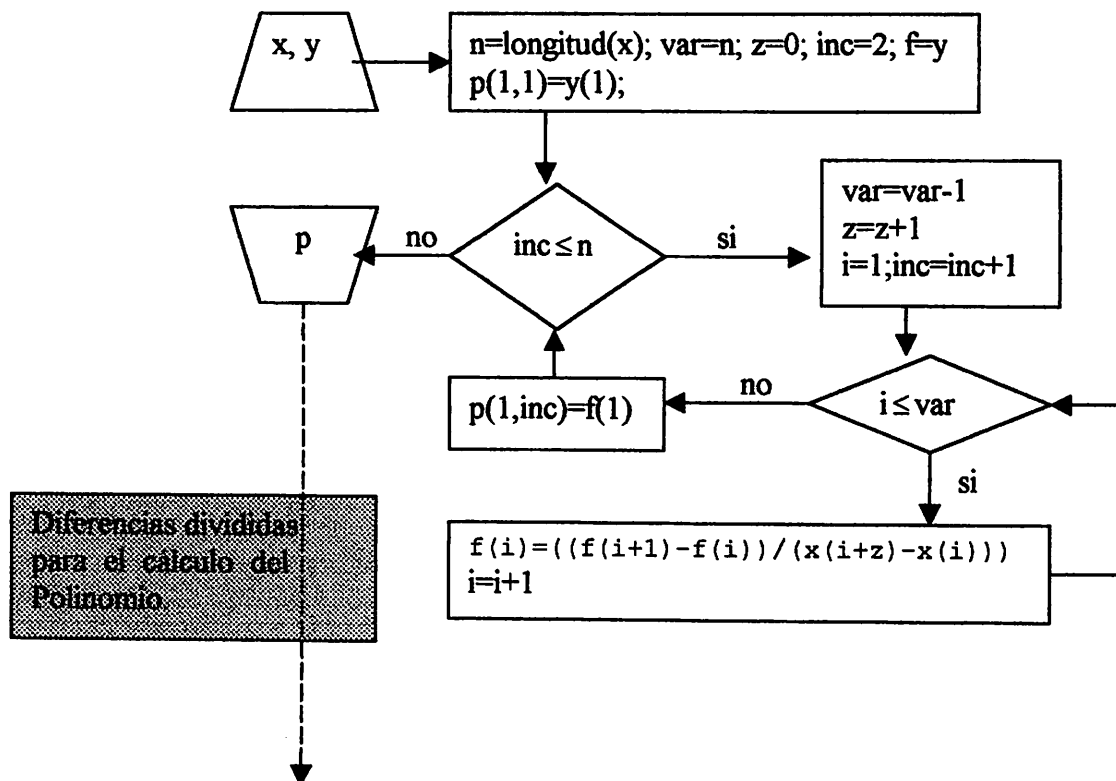 x, y
n=longitud(x); var=n; z=0; inc=2; f=y
p(1,1)=y(1);
p
no
inc ≤ n
si
var=var-1
z=z+1
i=1;inc=inc+1
p(1,inc)=f(1)
no
i ≤ var
si
Diferencias divididas
para el cálculo del
Polinomio.
f(i)=((f(i+1)-f(i))/(x(i+z)-x(i)))
i=i+1